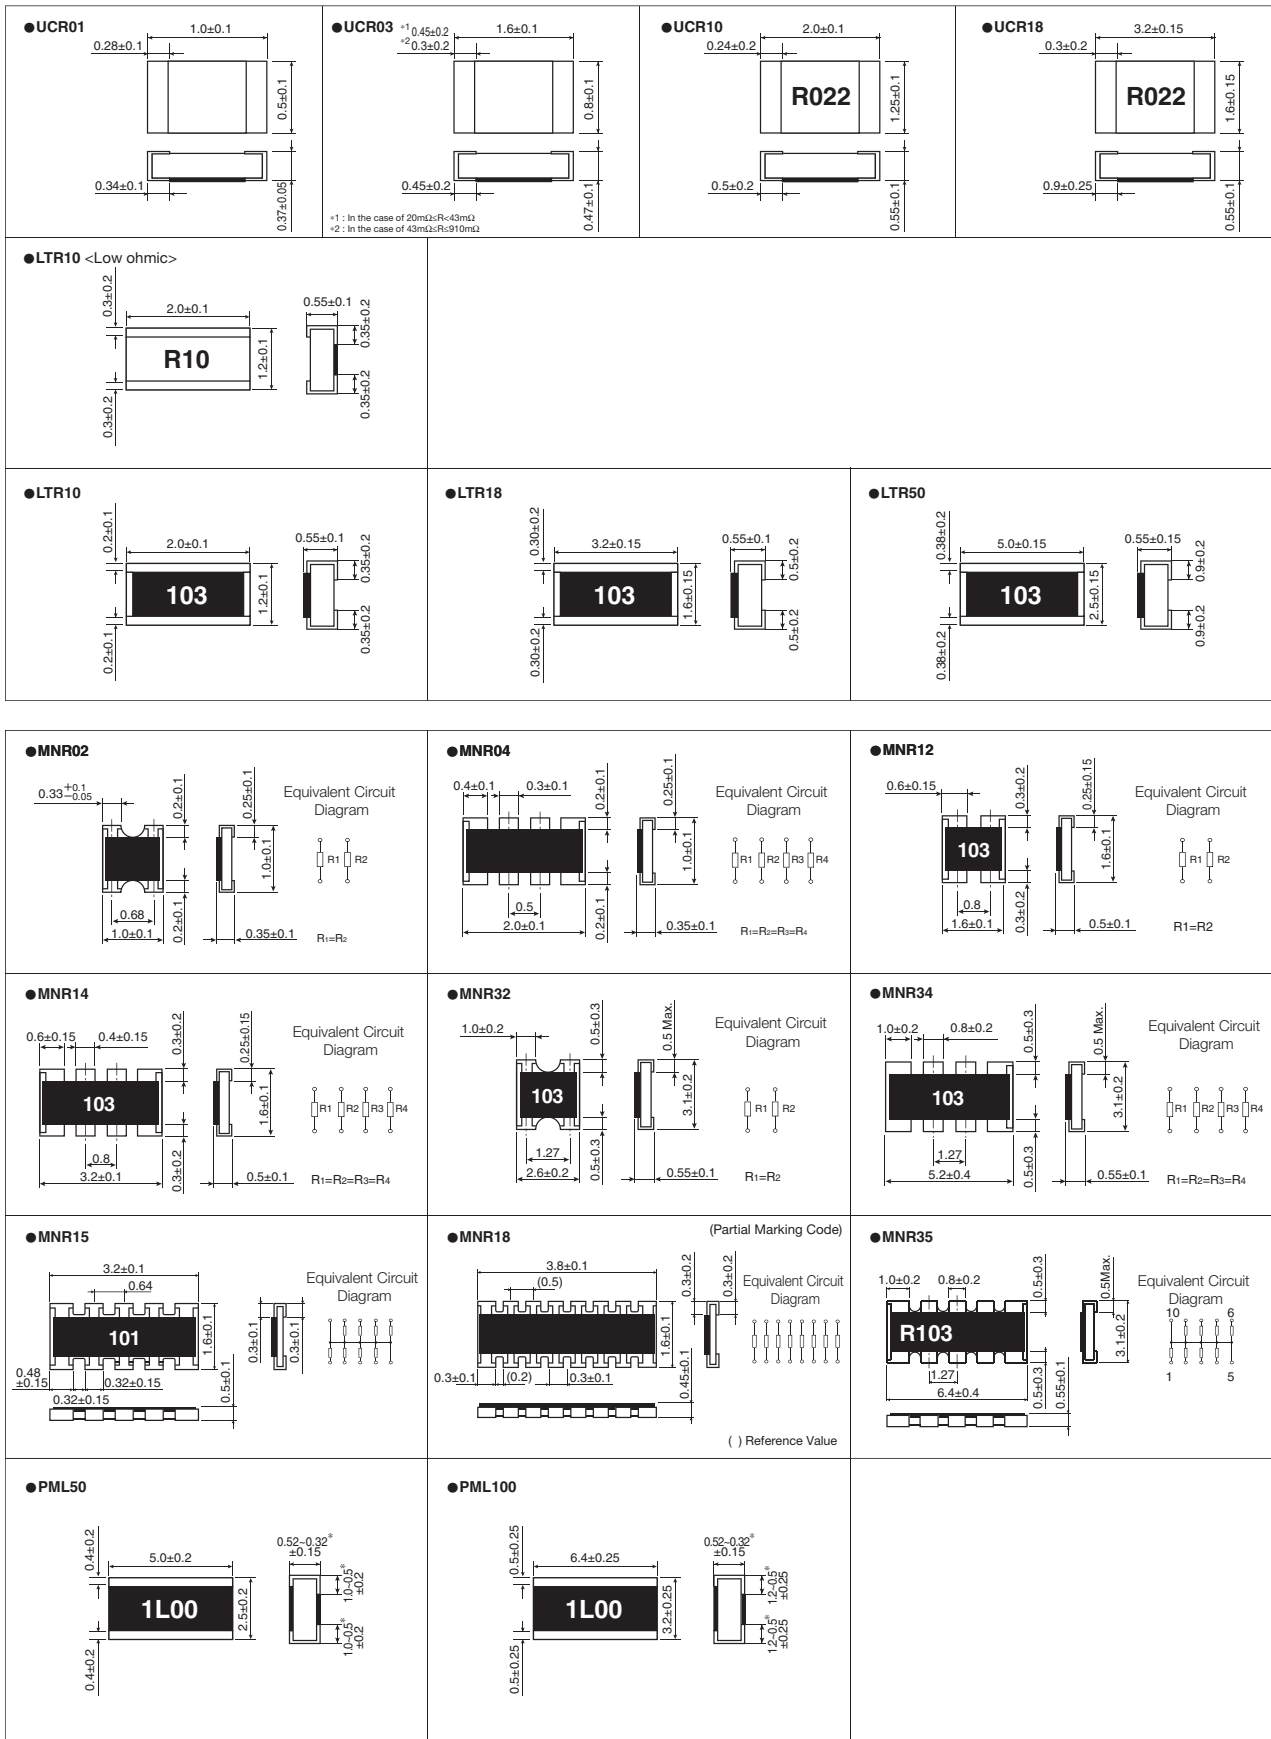 ●UCR01
1.0±0.1
0.28±0.1
0.5±0.1
0.34±0.1
0.37±0.05
●UCR03
*1 0.45±0.2
*2 0.3±0.2
1.6±0.1
0.8±0.1
0.45±0.2
0.47±0.1
*1 : In the case of 20mΩ≤R<43mΩ
*2 : In the case of 43mΩ≤R≤910mΩ
●UCR10
2.0±0.1
0.24±0.2
R022
1.25±0.1
0.5±0.2
0.55±0.1
●UCR18
3.2±0.15
0.3±0.2
R022
1.6±0.15
0.9±0.25
0.55±0.1
●LTR10 <Low ohmic>
0.3±0.2
2.0±0.1
0.55±0.1
0.35±0.2
R10
1.2±0.1
0.3±0.2
0.35±0.2
●LTR10
0.2±0.1
2.0±0.1
0.55±0.1
0.35±0.2
103
1.2±0.1
0.2±0.1
0.35±0.2
●LTR18
0.30±0.2
3.2±0.15
0.55±0.1
0.5±0.2
103
1.6±0.15
0.30±0.2
0.5±0.2
●LTR50
0.38±0.2
5.0±0.15
0.55±0.15
0.9±0.2
103
2.5±0.15
0.38±0.2
0.9±0.2
●MNR02
0.33+0.1−0.05
0.2±0.1
0.25±0.1
Equivalent Circuit
Diagram
1.0±0.1
R1 R2
0.68
1.0±0.1
0.2±0.1
0.35±0.1
R1=R2
●MNR04
0.4±0.1
0.3±0.1
0.2±0.1
0.25±0.1
Equivalent Circuit
Diagram
1.0±0.1
R1 R2 R3 R4
0.5
2.0±0.1
0.2±0.1
0.35±0.1
R1=R2=R3=R4
●MNR12
0.6±0.15
0.3±0.2
0.25±0.15
Equivalent Circuit
Diagram
103
1.6±0.1
R1 R2
0.8
1.6±0.1
0.3±0.2
0.5±0.1
R1=R2
●MNR14
0.6±0.15
0.4±0.15
0.3±0.2
0.25±0.15
Equivalent Circuit
Diagram
103
1.6±0.1
R1 R2 R3 R4
0.8
3.2±0.1
0.3±0.2
0.5±0.1
R1=R2=R3=R4
●MNR32
1.0±0.2
0.5±0.3
0.5 Max.
Equivalent Circuit
Diagram
103
3.1±0.2
R1 R2
1.27
2.6±0.2
0.5±0.3
0.55±0.1
R1=R2
●MNR34
1.0±0.2
0.8±0.2
0.5±0.3
0.5 Max.
Equivalent Circuit
Diagram
103
3.1±0.2
R1 R2 R3 R4
1.27
5.2±0.4
0.5±0.3
0.55±0.1
R1=R2=R3=R4
●MNR15
3.2±0.1
0.64
Equivalent Circuit
Diagram
101
1.6±0.1
0.3±0.1
0.3±0.1
0.48
±0.15
0.32±0.15
0.32±0.15
0.5±0.1
●MNR18
(Partial Marking Code)
3.8±0.1
(0.5)
0.3±0.2
0.3±0.2
Equivalent Circuit
Diagram
1.6±0.1
0.3±0.1
(0.2)
0.3±0.1
0.45±0.1
( ) Reference Value
●MNR35
1.0±0.2
0.8±0.2
0.5±0.3
0.5Max.
Equivalent Circuit
Diagram
10 6
R103
3.1±0.2
1 5
1.27
6.4±0.4
0.5±0.3
0.55±0.1
●PML50
0.4±0.2
5.0±0.2
0.52~0.32*
±0.15
1.0~0.5*
±0.2
1L00
2.5±0.2
0.4±0.2
1.0~0.5*
±0.2
●PML100
0.5±0.25
6.4±0.25
0.52~0.32*
±0.15
1.2~0.5*
±0.25
1L00
3.2±0.25
0.5±0.25
1.2~0.5*
±0.25